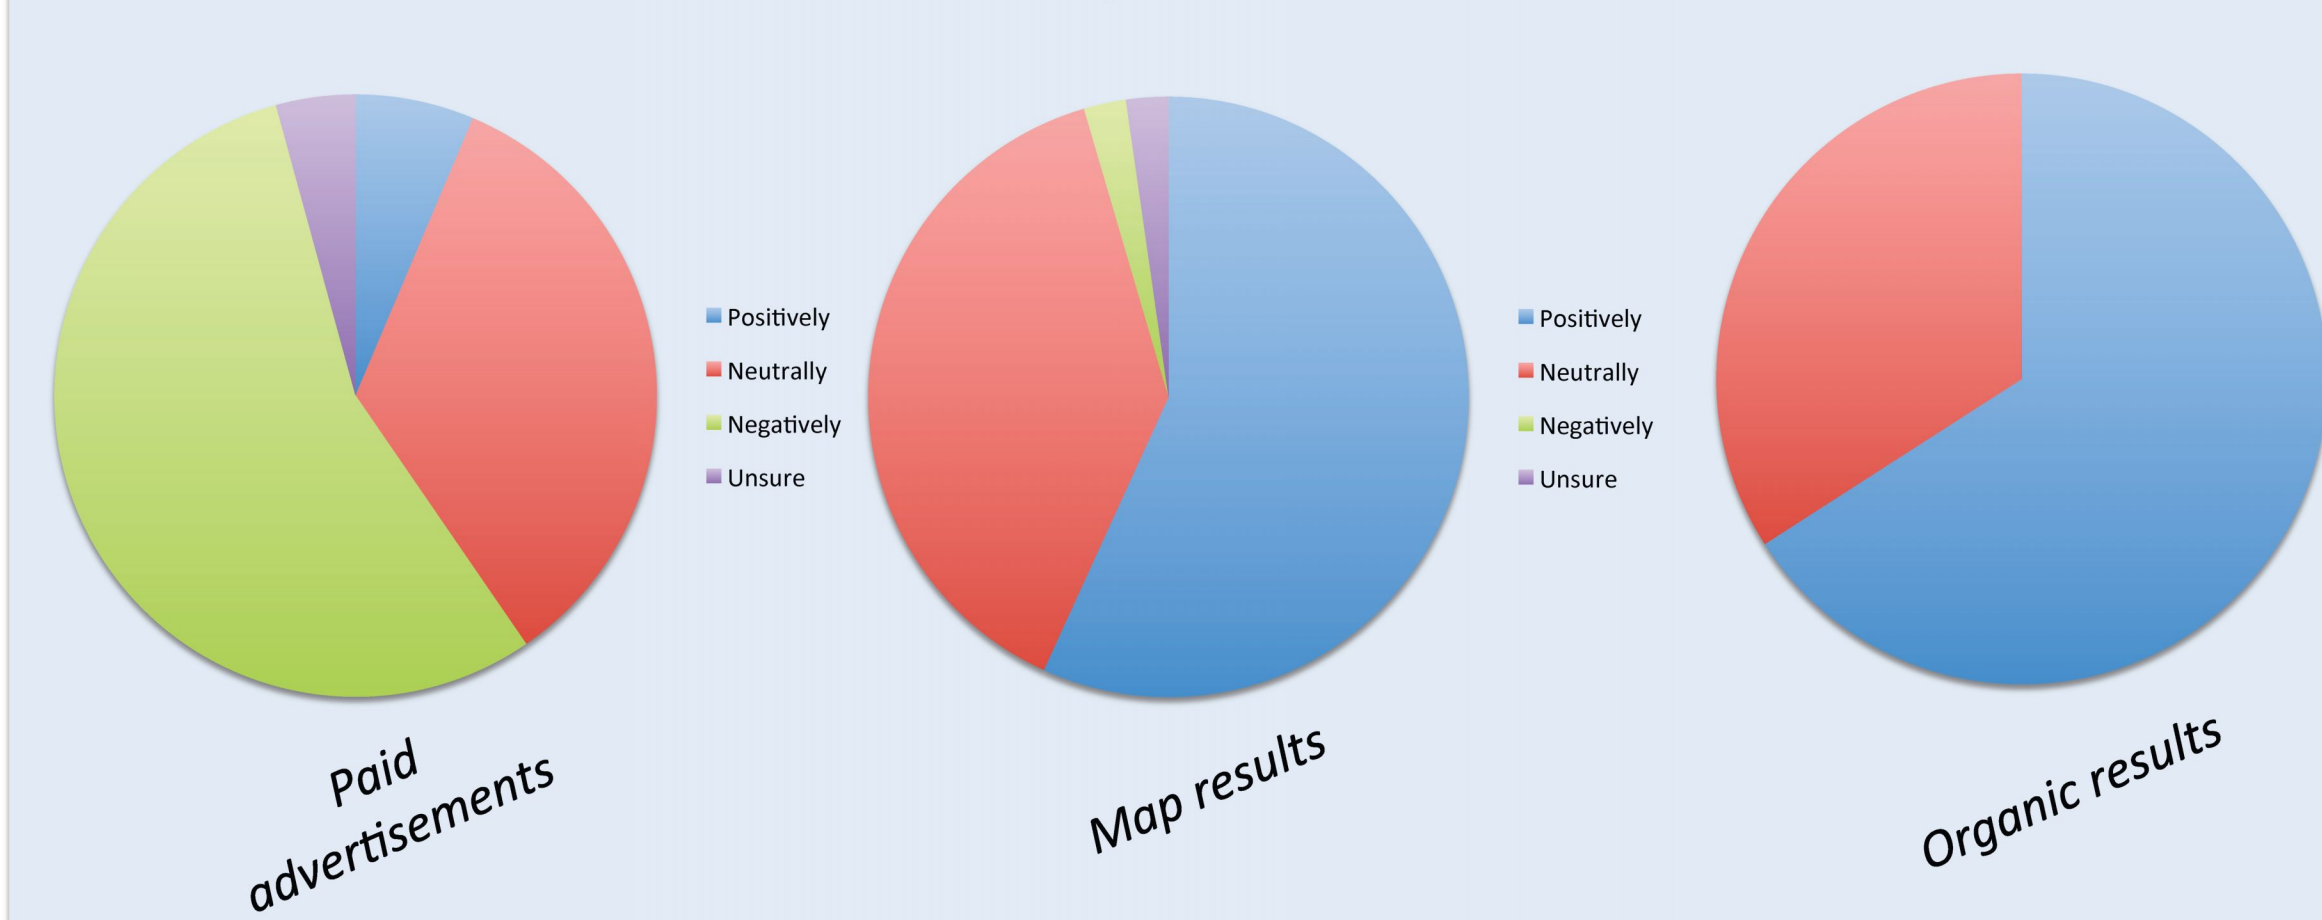 Positively
Neutrally
Negatively
Unsure
Positively
Neutrally
Negatively
Unsure
Paid
advertisements
Map results
Organic results